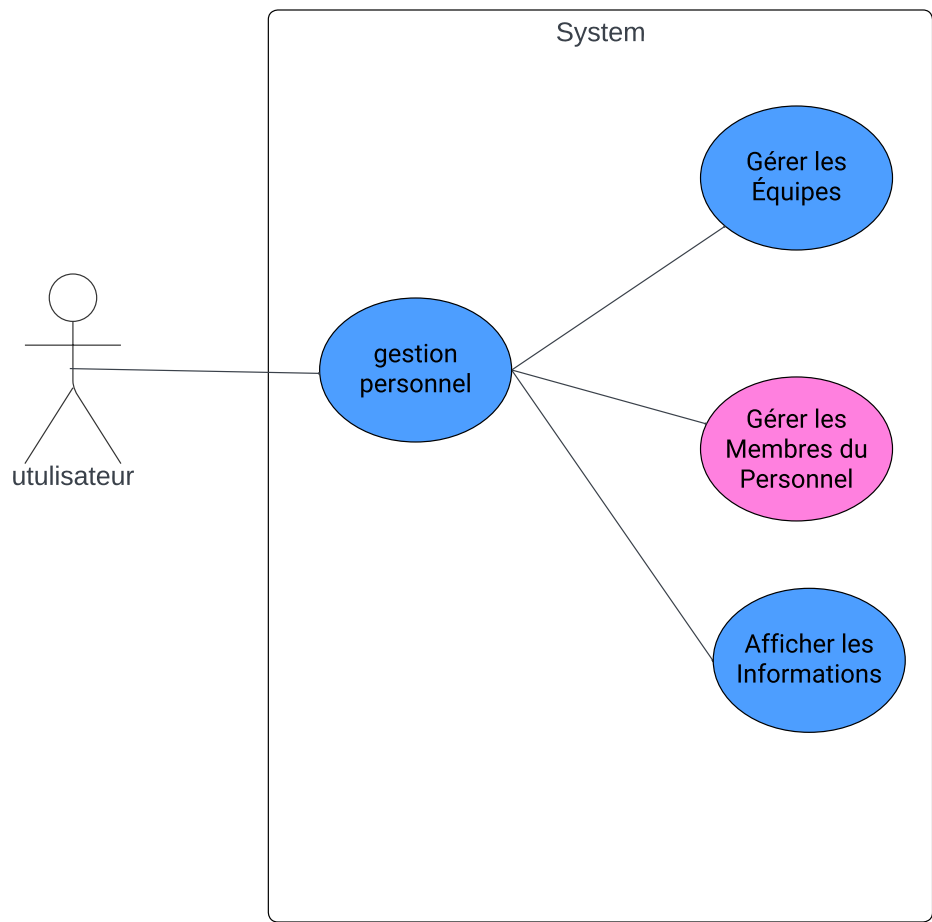 System
Gérer les
Équipes
gestion
personnel
Gérer les
Membres du
Personnel
utulisateur
Afficher les
Informations